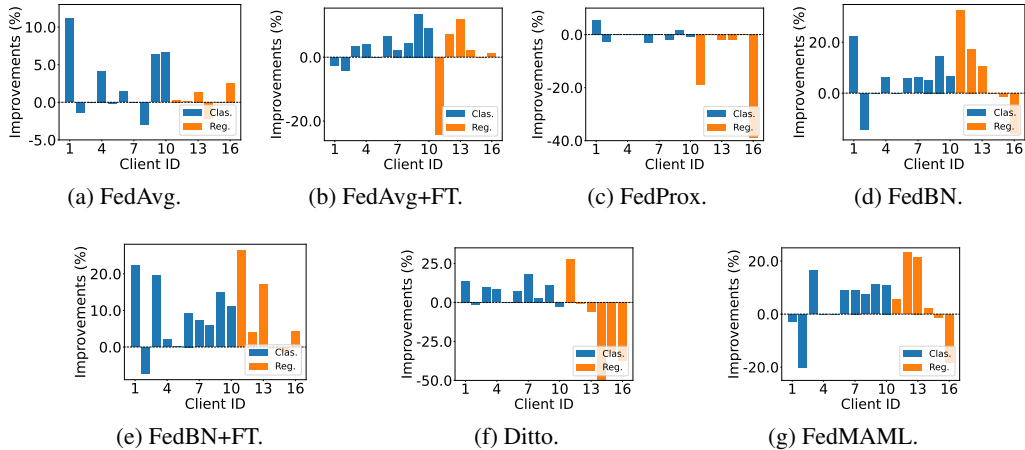 Improvements (%)
10.0
5.0
0.0
-5.0
Clas.
Reg.
1 4 7 10 13 16
Client ID
(a) FedAvg.
Improvements (%)
0.0
-20.0
Clas.
Reg.
1 4 7 10 13 16
Client ID
(b) FedAvg+FT.
Improvements (%)
0.0
-20.0
-40.0
Clas.
Reg.
1 4 7 10 13 16
Client ID
(c) FedProx.
Improvements (%)
20.0
0.0
Clas.
Reg.
1 4 7 10 13 16
Client ID
(d) FedBN.
Improvements (%)
20.0
10.0
0.0
Clas.
Reg.
1 4 7 10 13 16
Client ID
(e) FedBN+FT.
Improvements (%)
25.0
0.0
-25.0
-50.0
Clas.
Reg.
1 4 7 10 13 16
Client ID
(f) Ditto.
Improvements (%)
20.0
0.0
-20.0
Clas.
Reg.
1 4 7 10 13 16
Client ID
(g) FedMAML.